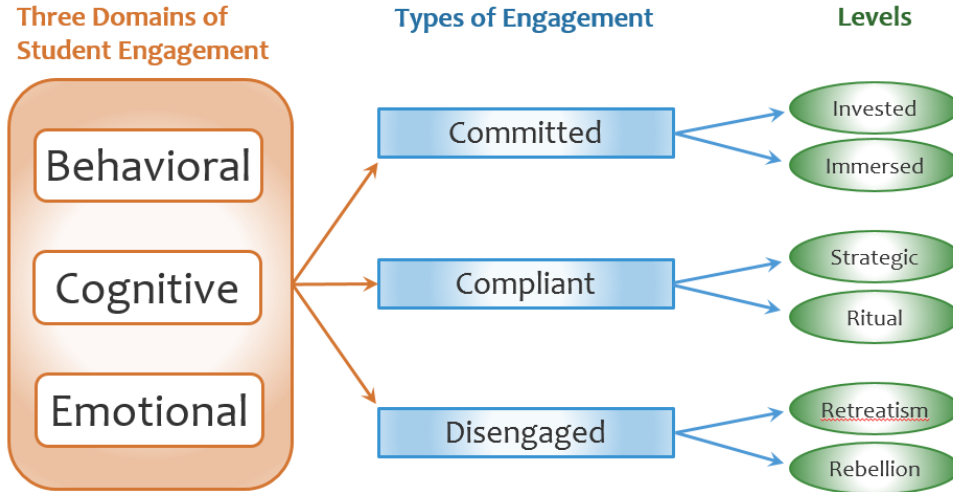 Three Domains of
Student Engagement
Types of Engagement
Levels
Behavioral
Cognitive
Emotional
Committed
Compliant
Disengaged
Invested
Immersed
Strategic
Ritual
Retreatism
Rebellion